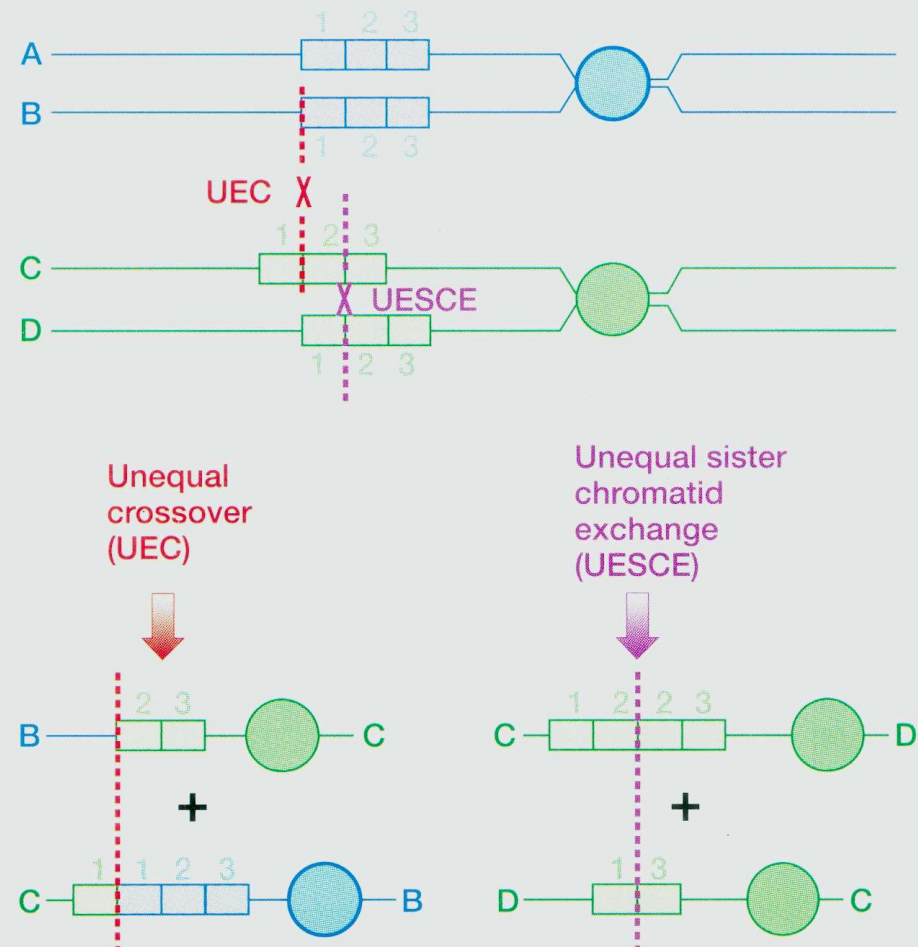 1 2 3
A
B
1 2 3
UEC X
1 2 3
C
X UESCE
D
1 2 3
Unequal
crossover
(UEC)
Unequal sister
chromatid
exchange
(UESCE)
2 3
B C
+
1 1 2 3
C B
1 2 2 3
C D
+
1 3
D C